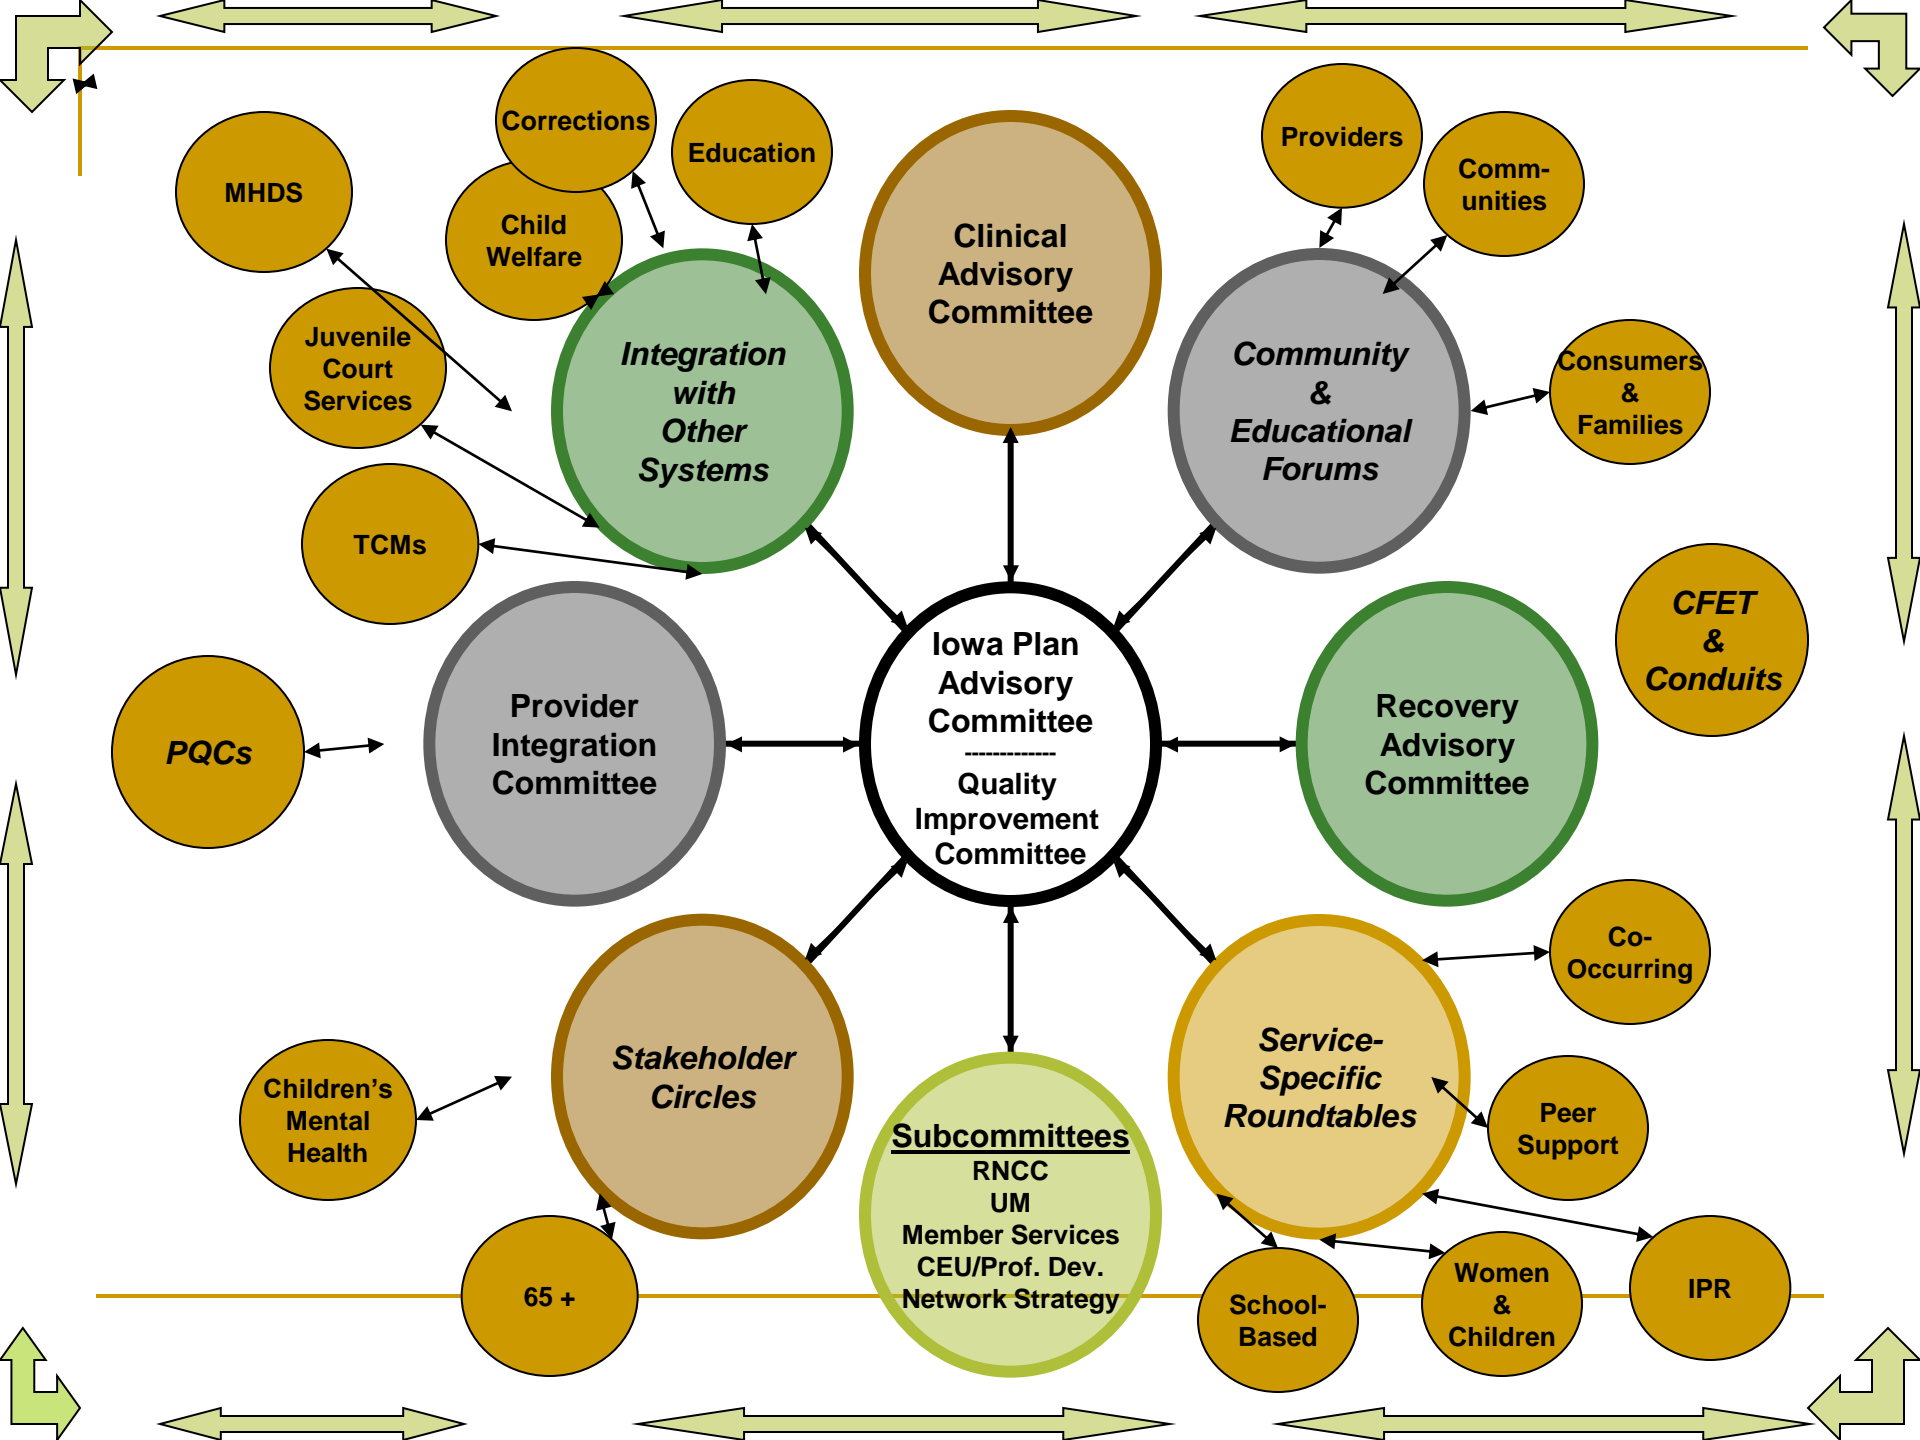 Corrections
Education
MHDS
Child
Welfare
Juvenile
Court
Services
TCMs
Integration
with
Other
Systems
Clinical
Advisory
Committee
Providers
Comm-
unities
Community
&
Educational
Forums
Consumers
&
Families
CFET
&
Conduits
PQCs
Provider
Integration
Committee
Iowa Plan
Advisory
Committee
-------------
Quality
Improvement
Committee
Recovery
Advisory
Committee
Stakeholder
Circles
Children’s
Mental
Health
65 +
Subcommittees
RNCC
UM
Member Services
CEU/Prof. Dev.
Network Strategy
Service-
Specific
Roundtables
Co-
Occurring
Peer
Support
School-
Based
Women
&
Children
IPR